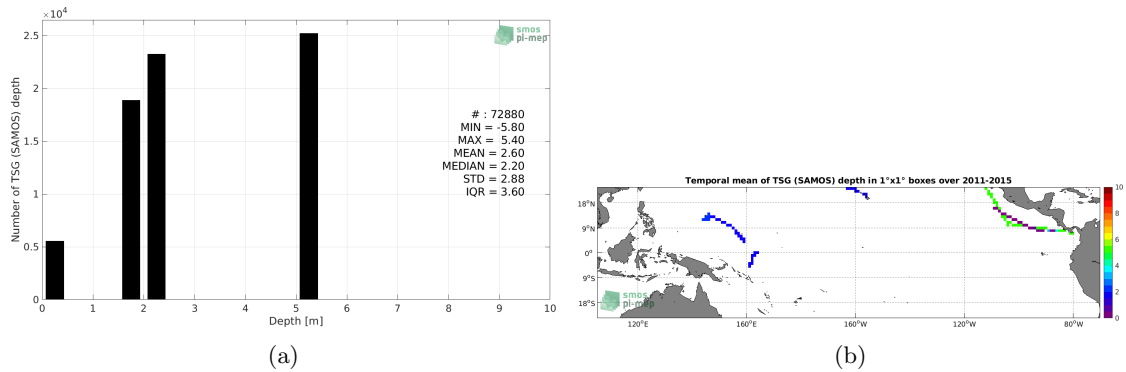 ×10⁴
2.5
2
1.5
1
0.5
0
Number of TSG (SAMOS) depth
smos
pi-mep
# : 72880
MIN = -5.80
MAX = 5.40
MEAN = 2.60
MEDIAN = 2.20
STD = 2.88
IQR = 3.60
0 1 2 3 4 5 6 7 8 9 10
Depth [m]
(a)
Temporal mean of TSG (SAMOS) depth in 1°x1° boxes over 2011-2015
18°N
9°N
0°
9°S
18°S
smos
pi-mep
120°E 160°E 160°W 120°W 80°W
10
8
6
4
2
0
(b)